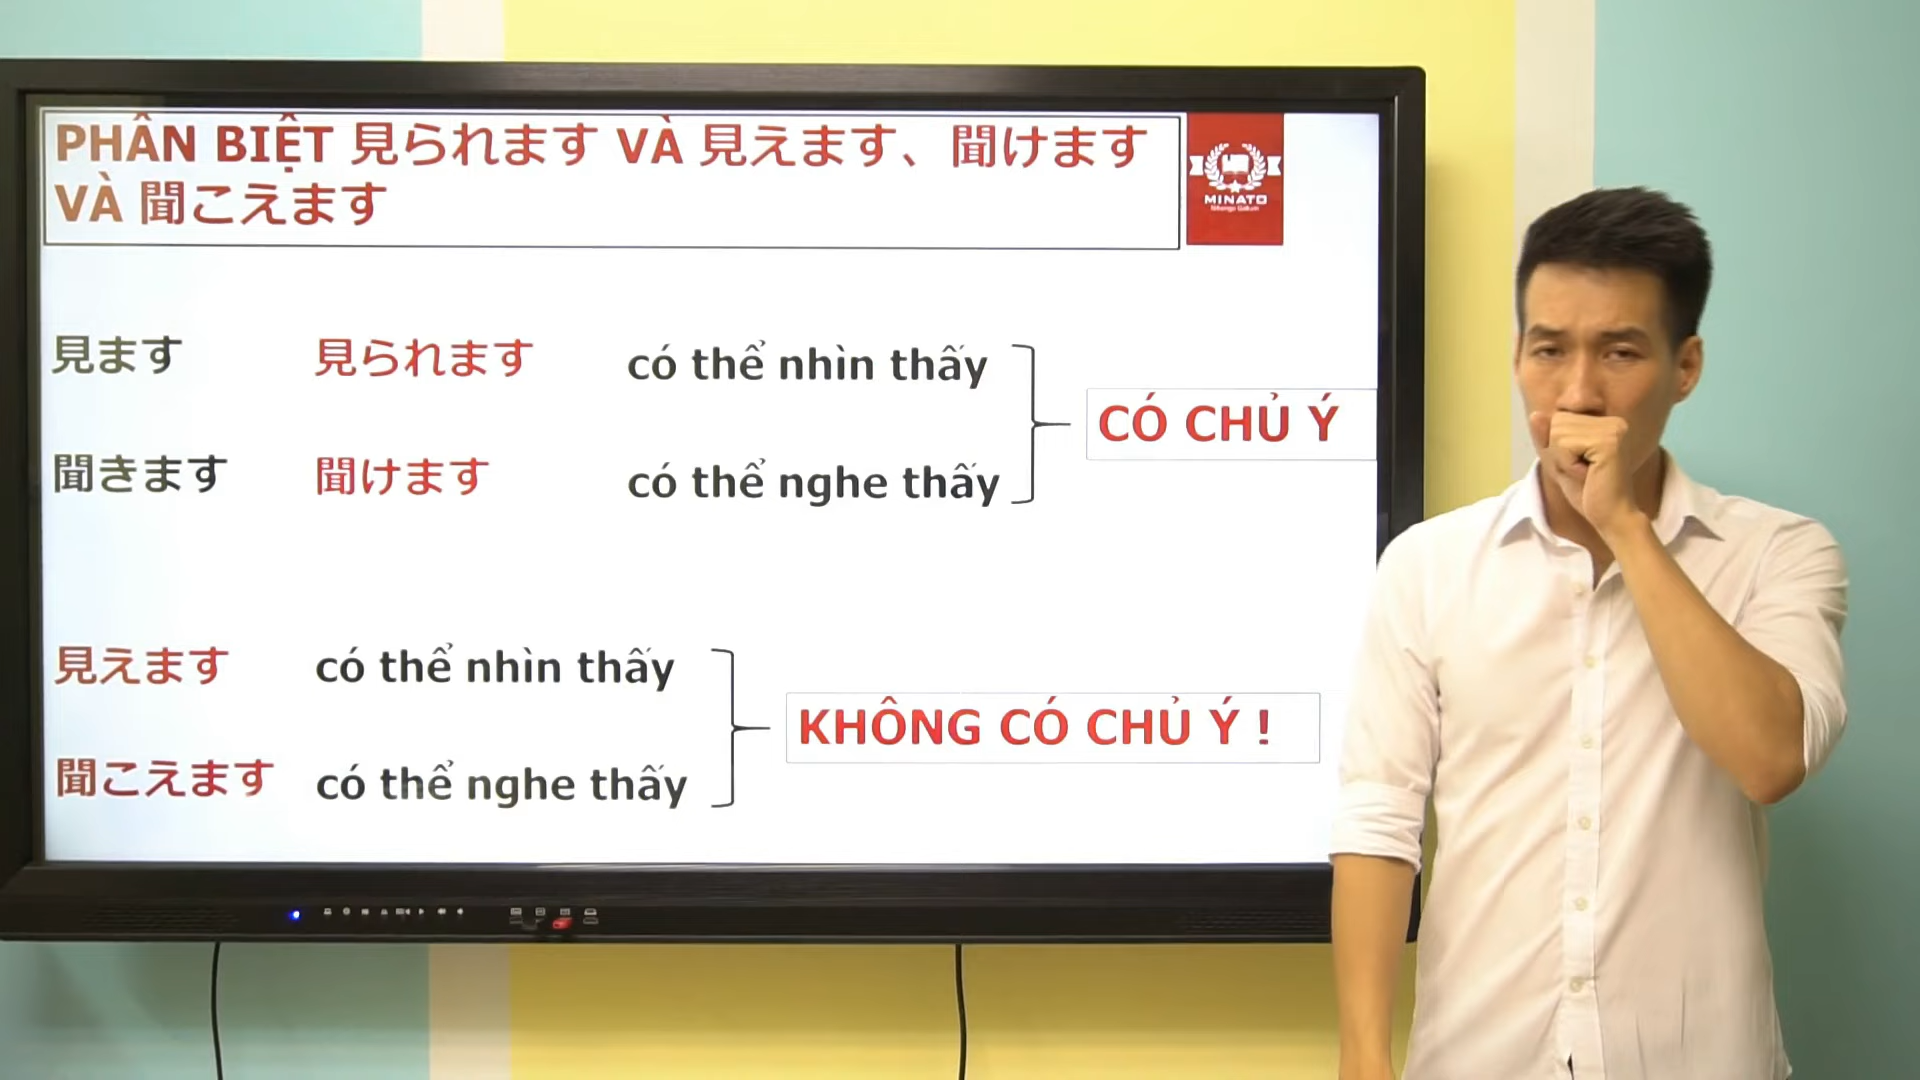 PHÂN BIỆT 見られます VÀ 見えます、聞けます
VÀ 聞こえます
MINATO
見ます 見られます có thể nhìn thấy
CÓ CHỦ Ý
聞きます 聞けます có thể nghe thấy
見えます có thể nhìn thấy
KHÔNG CÓ CHỦ Ý !
聞こえます có thể nghe thấy